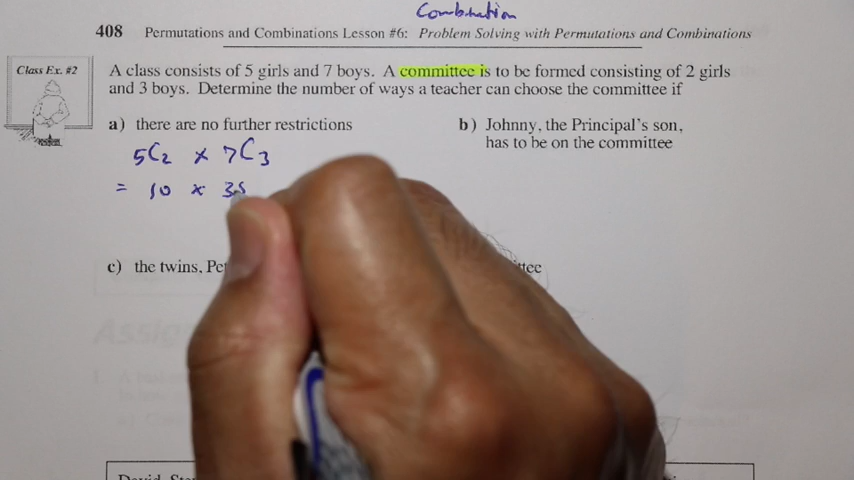 Combination
408 Permutations and Combinations Lesson #6: Problem Solving with Permutations and Combinations
Class Ex. #2
A class consists of 5 girls and 7 boys. A committee is to be formed consisting of 2 girls
and 3 boys. Determine the number of ways a teacher can choose the committee if
a) there are no further restrictions
5C2 × 7C3
= 10 × 35
b) Johnny, the Principal's son,
has to be on the committee
c) the twins,